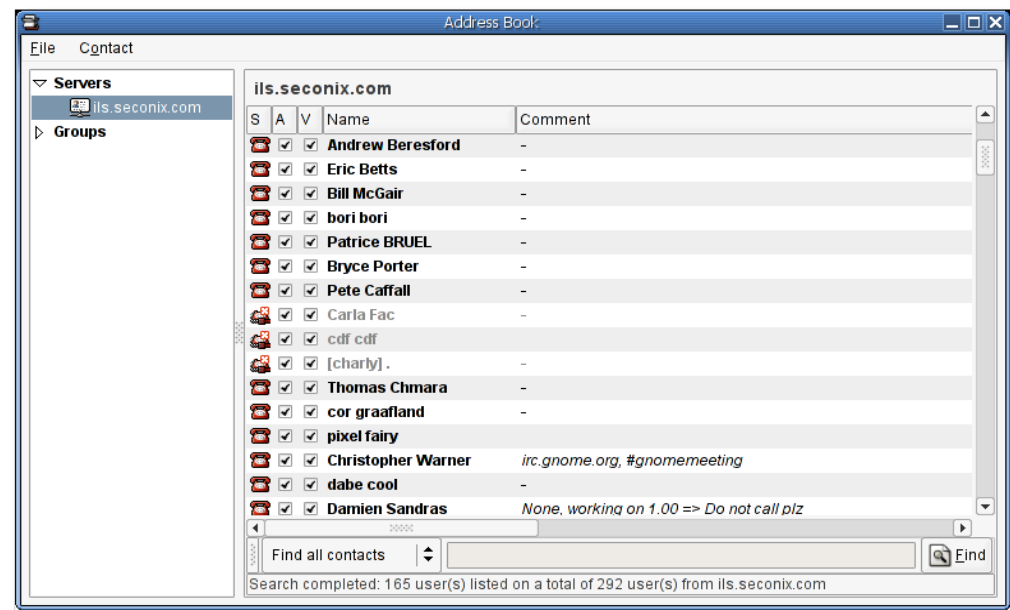 Address Book
File Contact
Servers
ils.seconix.com
Groups
ils.seconix.com
S A V Name Comment
Andrew Beresford -
Eric Betts -
Bill McGair -
bori bori -
Patrice BRUEL -
Bryce Porter -
Pete Caffall -
Carla Fac -
cdf cdf
[charly] . -
Thomas Chmara -
cor graafland -
pixel fairy
Christopher Warner irc.gnome.org, #gnomemeeting
dabe cool -
Damien Sandras None, working on 1.00 => Do not call plz
Find all contacts Find
Search completed: 165 user(s) listed on a total of 292 user(s) from ils.seconix.com